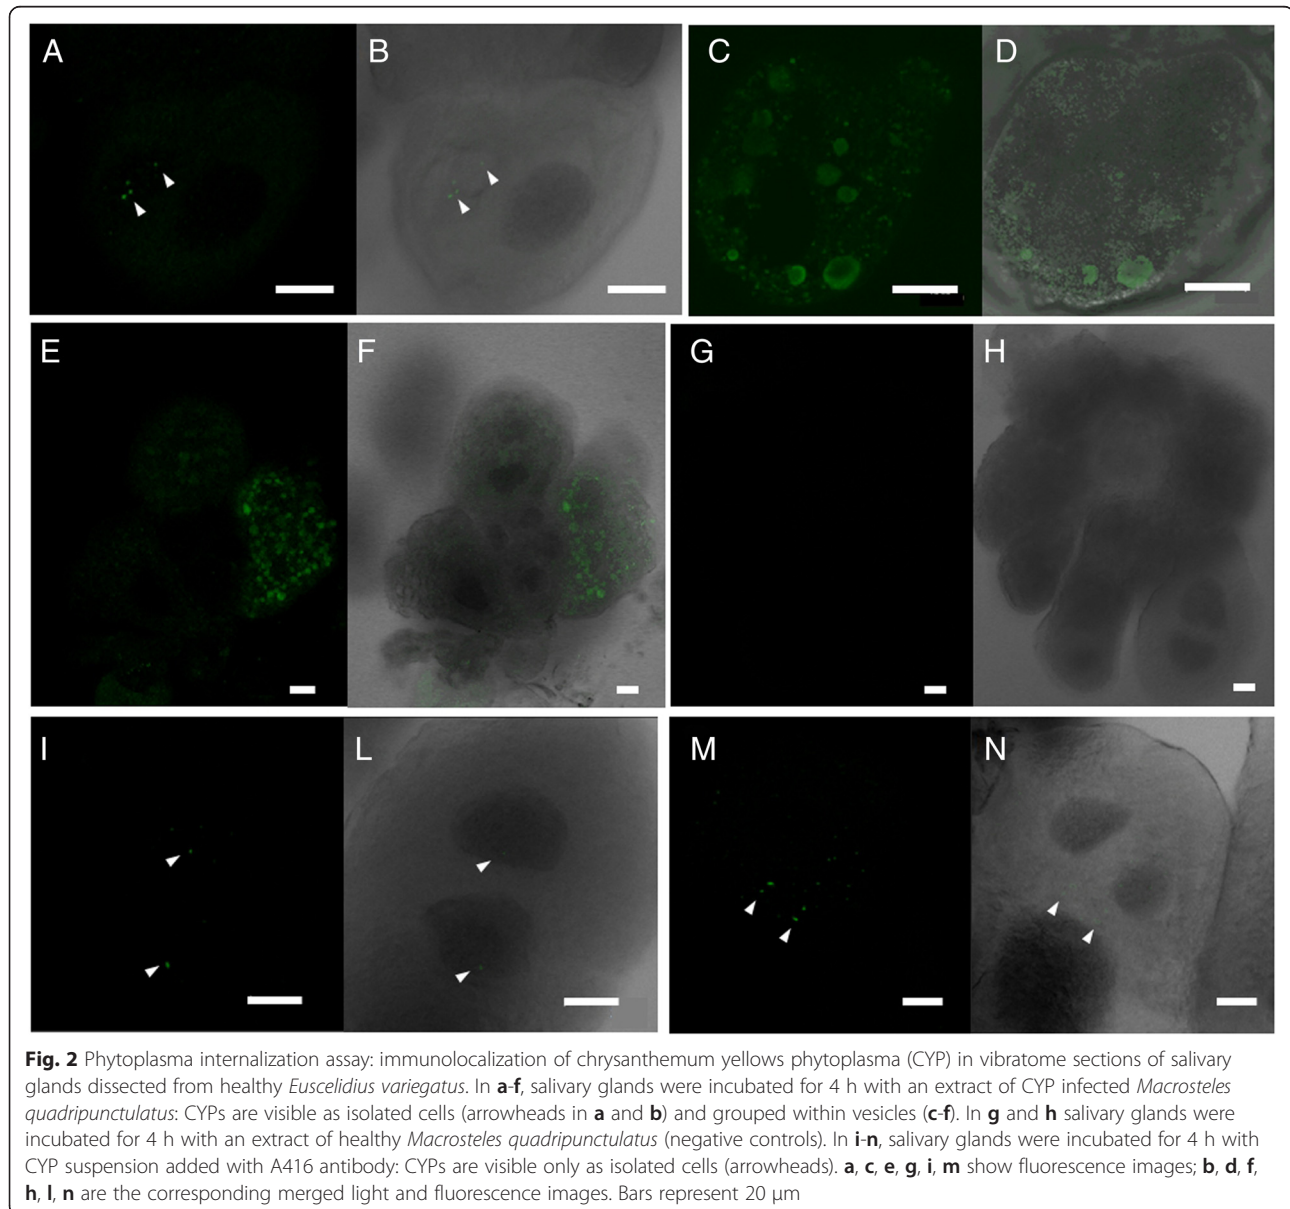 A B C D
E F G H
I L M N
Fig. 2 Phytoplasma internalization assay: immunolocalization of chrysanthemum yellows phytoplasma (CYP) in vibratome sections of salivary
glands dissected from healthy Euscelidius variegatus. In a-f, salivary glands were incubated for 4 h with an extract of CYP infected Macrosteles
quadripunctulatus: CYPs are visible as isolated cells (arrowheads in a and b) and grouped within vesicles (c-f). In g and h salivary glands were
incubated for 4 h with an extract of healthy Macrosteles quadripunctulatus (negative controls). In i-n, salivary glands were incubated for 4 h with
CYP suspension added with A416 antibody: CYPs are visible only as isolated cells (arrowheads). a, c, e, g, i, m show fluorescence images; b, d, f,
h, l, n are the corresponding merged light and fluorescence images. Bars represent 20 μm